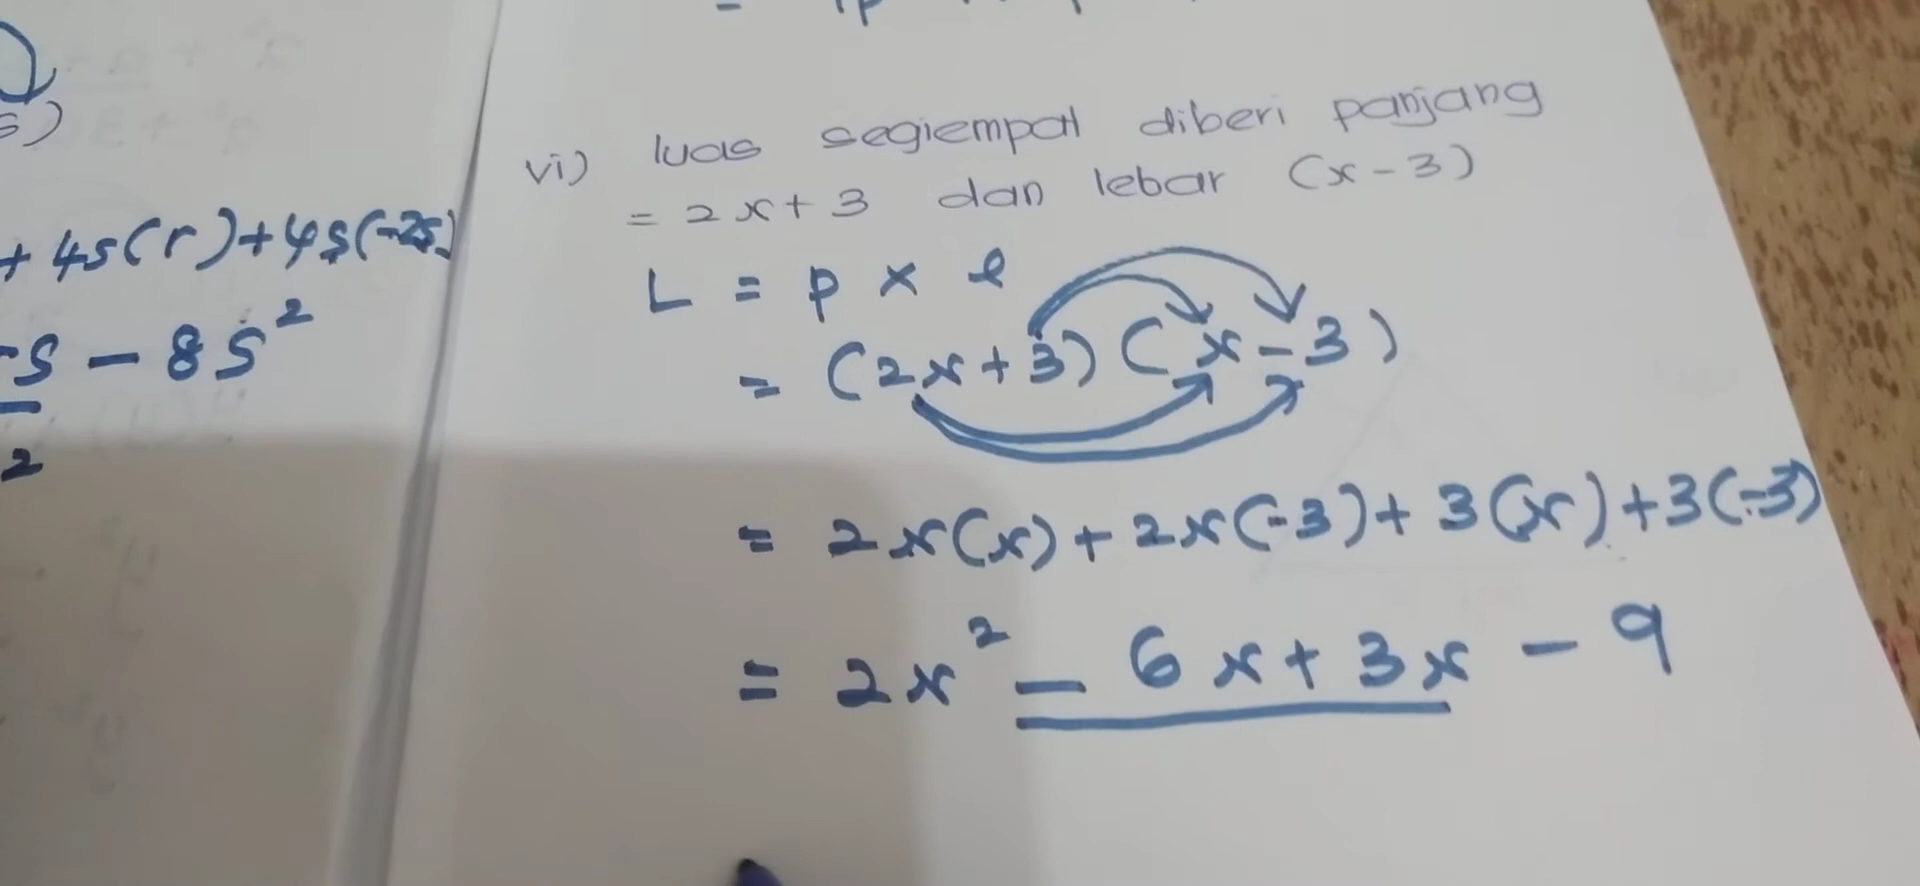 + 4s(r)+4s(-2s)
s - 8s²
2
vi) luas segiempat diberi panjang
= 2x+3 dan lebar (x-3)
L = p x l
= (2x+3)(x-3)
= 2x(x)+2x(-3)+3(x)+3(-3)
= 2x² - 6x+3x - 9